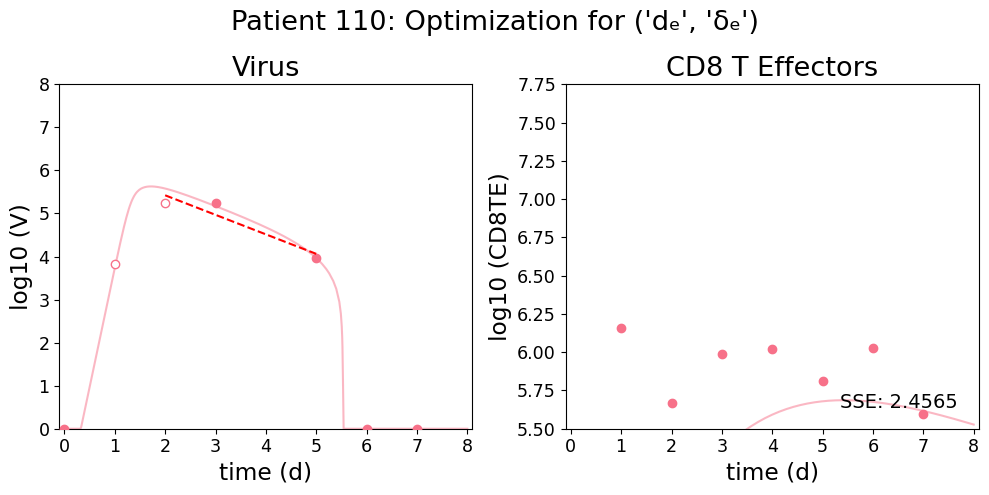 Patient 110: Optimization for ('dₑ', 'δₑ')
Virus
CD8 T Effectors
log10 (V)
8
7
6
5
4
3
2
1
0
0 1 2 3 4 5 6 7 8
time (d)
log10 (CD8TE)
7.75
7.50
7.25
7.00
6.75
6.50
6.25
6.00
5.75
5.50
SSE: 2.4565
0 1 2 3 4 5 6 7 8
time (d)